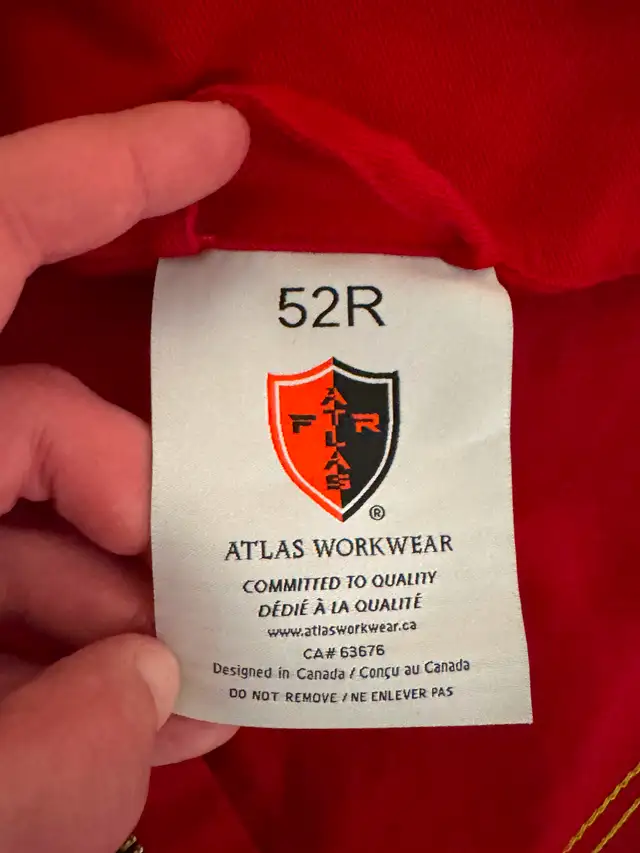 52R
F R
ATLAS
®
ATLAS WORKWEAR
COMMITTED TO QUALITY
DÉDIÉ À LA QUALITÉ
www.atlasworkwear.ca
CA# 63676
Designed in Canada / Conçu au Canada
DO NOT REMOVE / NE ENLEVER PAS